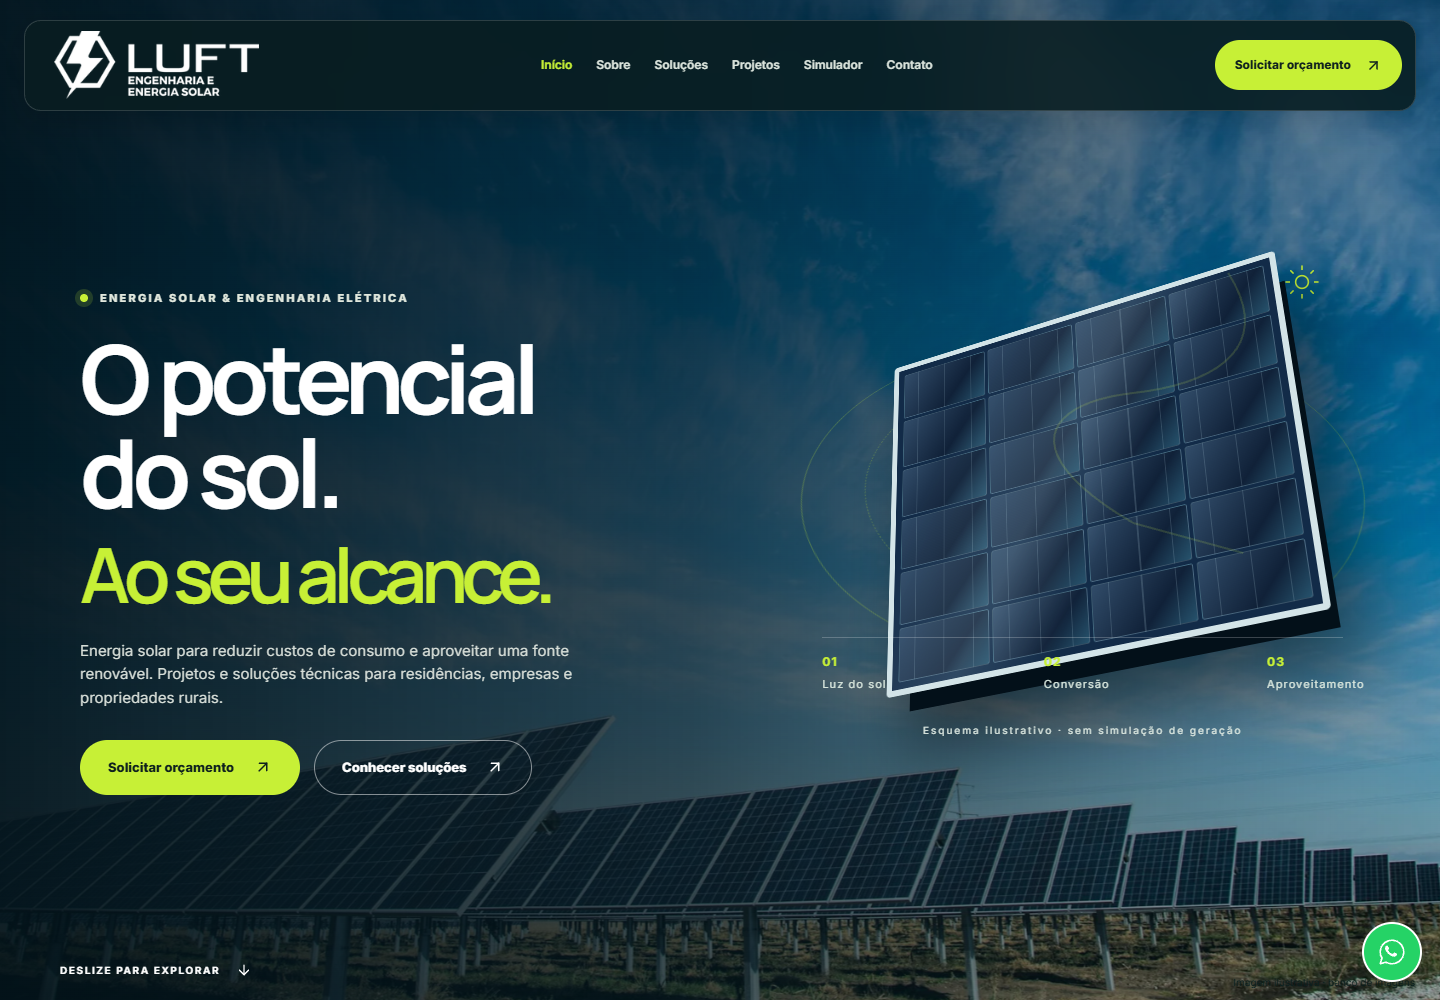 LUFT
ENGENHARIA E
ENERGIA SOLAR
Início
Sobre
Soluções
Projetos
Simulador
Contato
Solicitar orçamento
ENERGIA SOLAR & ENGENHARIA ELÉTRICA
O potencial
do sol.
Ao seu alcance.
Energia solar para reduzir custos de consumo e aproveitar uma fonte
renovável. Projetos e soluções técnicas para residências, empresas e
propriedades rurais.
Solicitar orçamento
Conhecer soluções
01
Luz do sol
02
Conversão
03
Aproveitamento
Esquema ilustrativo · sem simulação de geração
DESLIZE PARA EXPLORAR